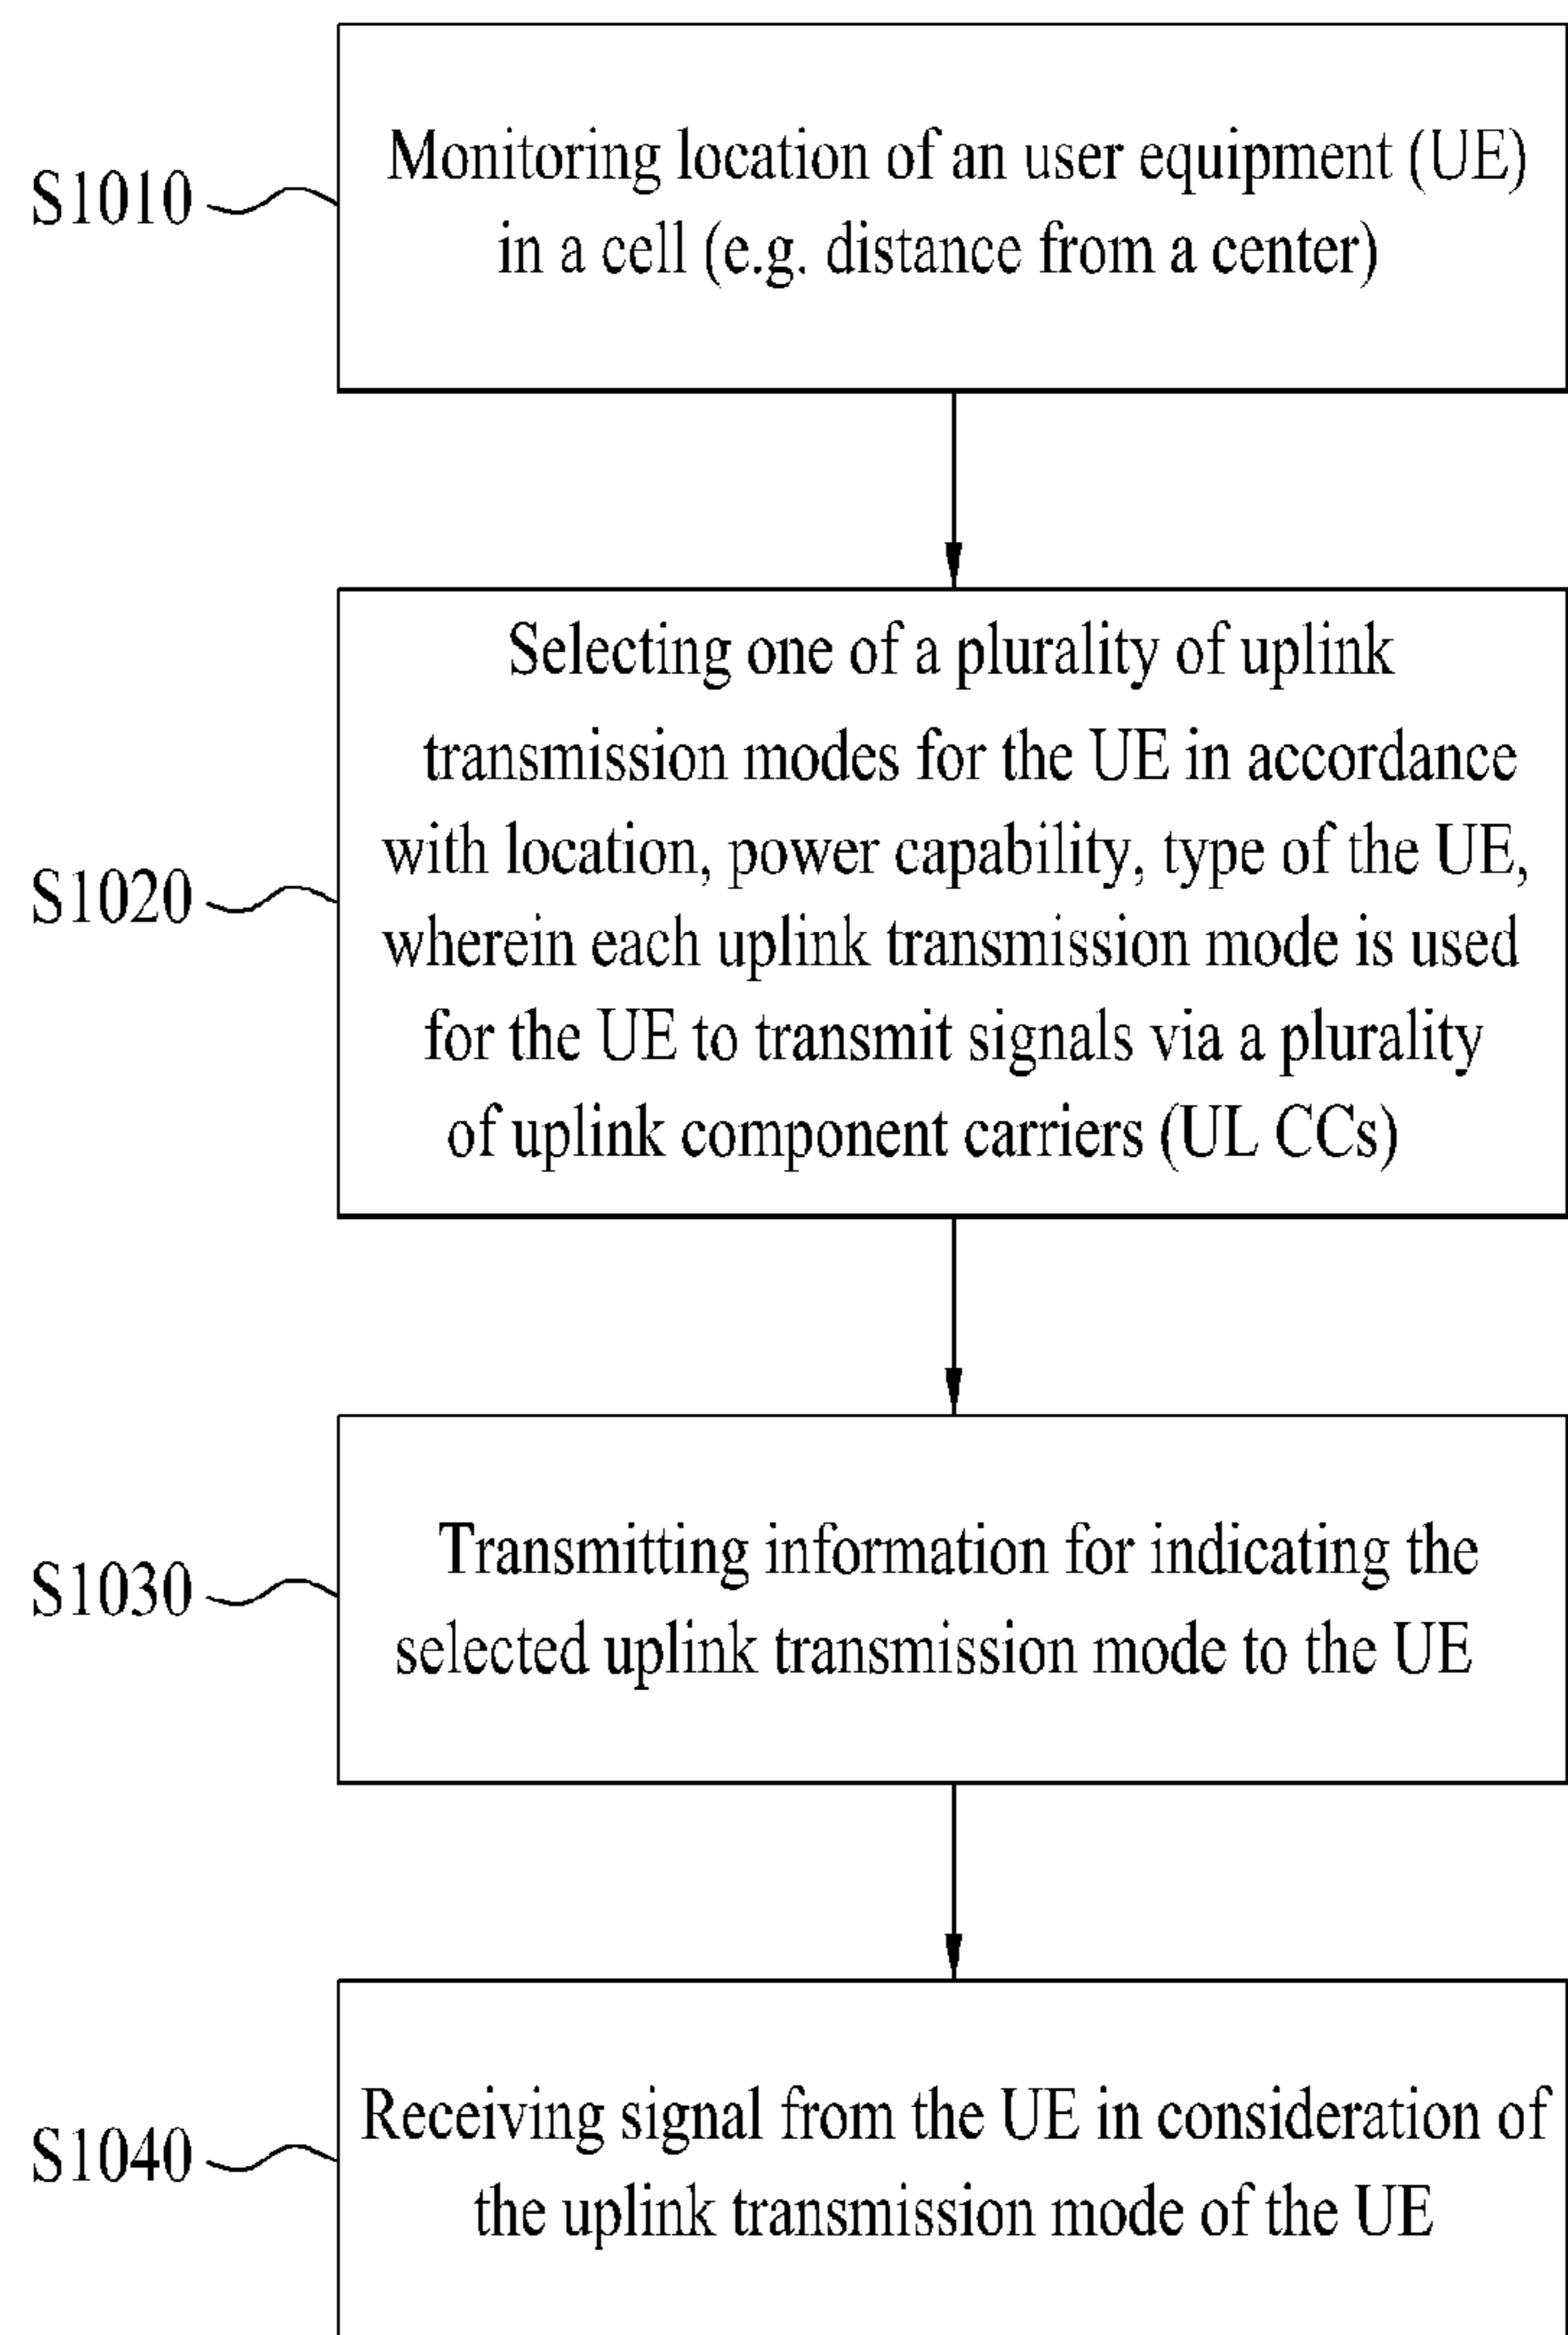 S1010
Monitoring location of an user equipment (UE)
in a cell (e.g. distance from a center)
S1020
Selecting one of a plurality of uplink
transmission modes for the UE in accordance
with location, power capability, type of the UE,
wherein each uplink transmission mode is used
for the UE to transmit signals via a plurality
of uplink component carriers (UL CCs)
S1030
Transmitting information for indicating the
selected uplink transmission mode to the UE
S1040
Receiving signal from the UE in consideration of
the uplink transmission mode of the UE